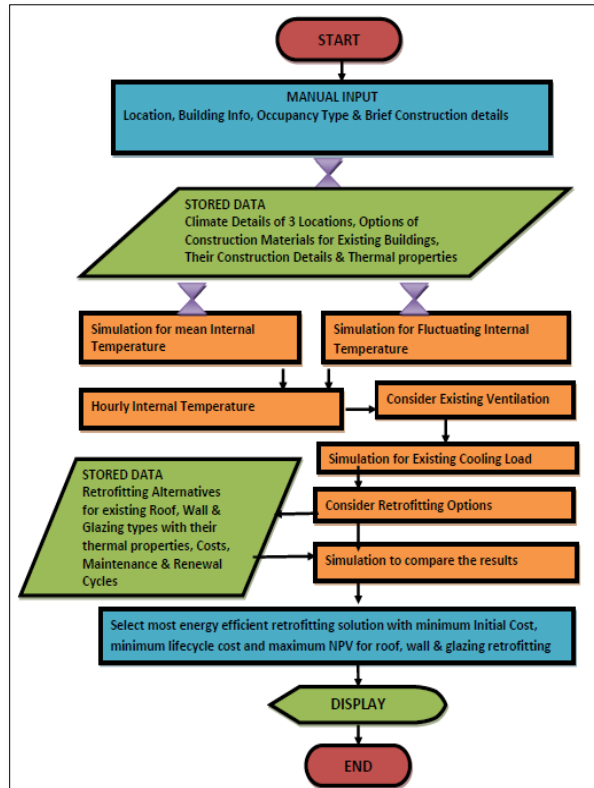 START
MANUAL INPUT
Location, Building Info, Occupancy Type & Brief Construction details
STORED DATA
Climate Details of 3 Locations, Options of
Construction Materials for Existing Buildings,
Their Construction Details & Thermal properties
Simulation for mean Internal
Temperature
Simulation for Fluctuating Internal
Temperature
Hourly Internal Temperature
Consider Existing Ventilation
Simulation for Existing Cooling Load
STORED DATA
Retrofitting Alternatives
for existing Roof, Wall &
Glazing types with their
thermal properties, Costs,
Maintenance & Renewal
Cycles
Consider Retrofitting Options
Simulation to compare the results
Select most energy efficient retrofitting solution with minimum Initial Cost,
minimum lifecycle cost and maximum NPV for roof, wall & glazing retrofitting
DISPLAY
END